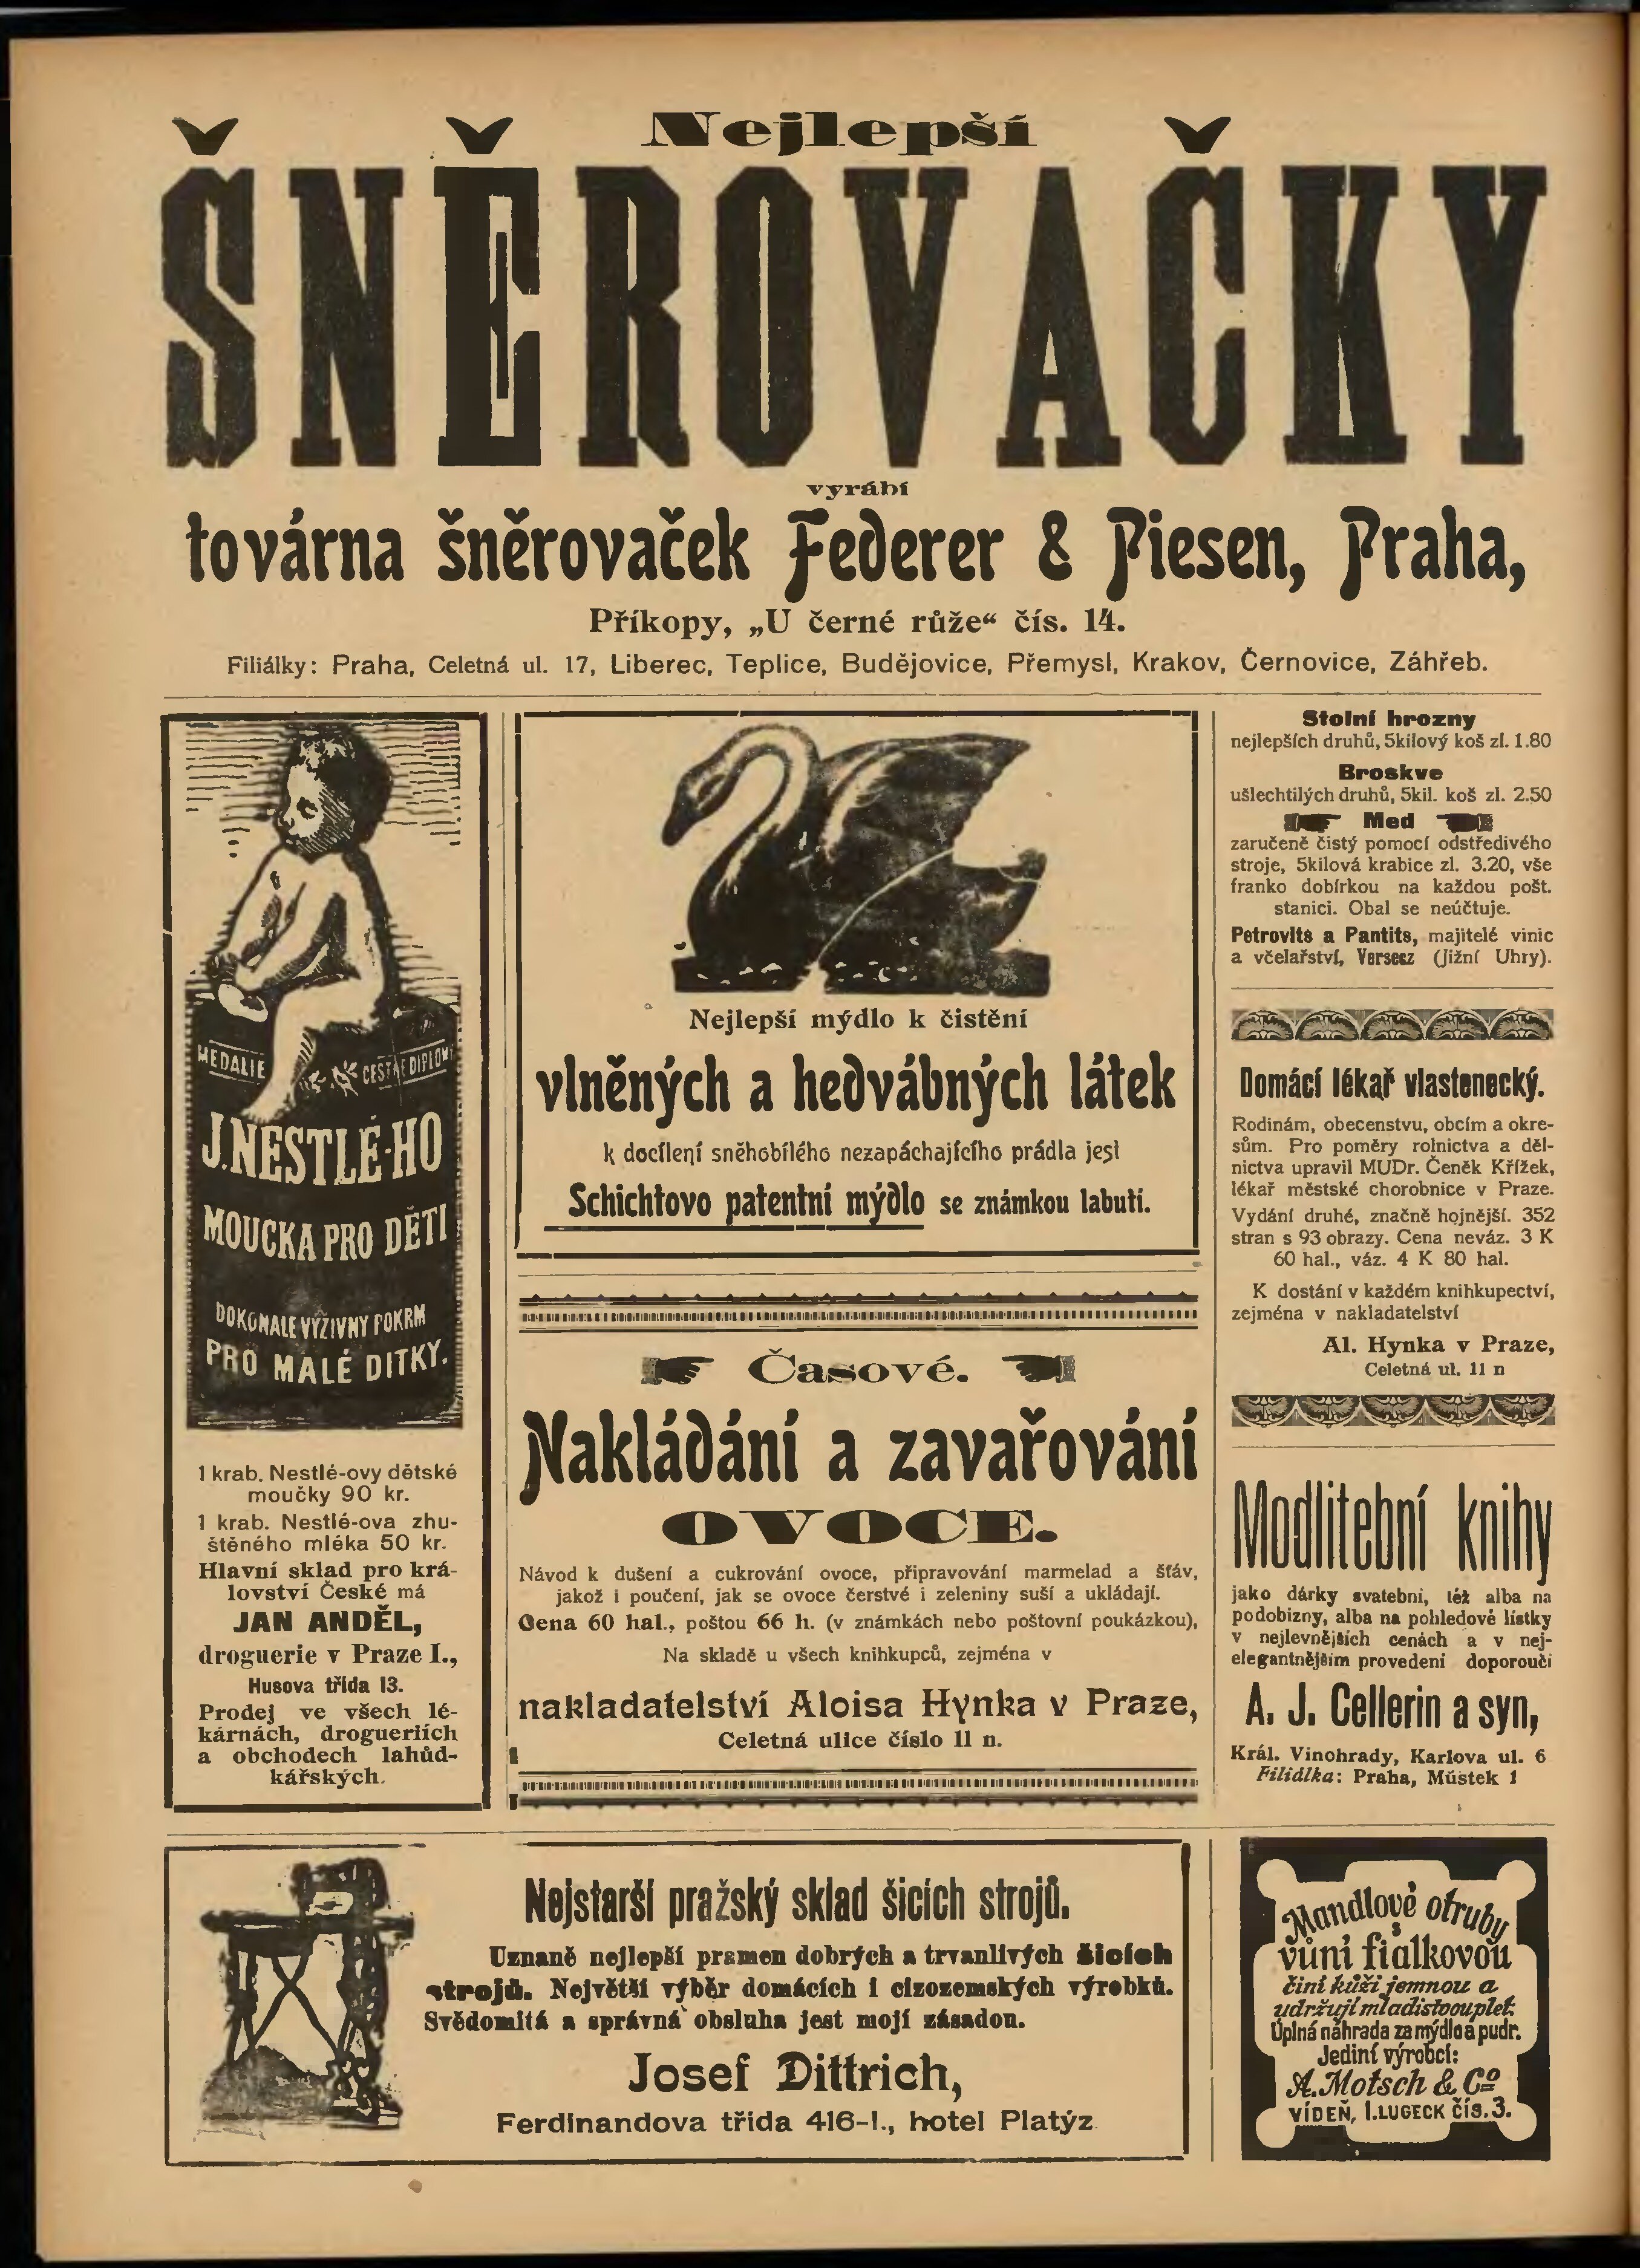 Nejlepší
ŠNĚROVAČKY
vyrábí
továrna šněrovaček Federer & Piesen, Praha,
Příkopy, „U černé růže“ čís. 14.
Filiálky: Praha, Celetná ul. 17, Liberec, Teplice, Budějovice, Přemysl, Krakov, Černovice, Záhřeb.
MEDALIE
ČESTNÉ DIPLOMY
J. NESTLÉ-HO
MOUCKA PRO DĚTI
DOKONALE VÝŽIVNY POKRM
PRO MALÉ DITKY.
1 krab. Nestlé-ovy dětské
moučky 90 kr.
1 krab. Nestlé-ova zhu-
štěného mléka 50 kr.
Hlavní sklad pro krá-
lovství České má
JAN ANDĚL,
droguerie v Praze I.,
Husova třída 13.
Prodej ve všech lé-
kárnách, drogueriích
a obchodech lahůd-
kářských.
Nejlepší mýdlo k čistění
vlněných a hedvábných látek
k docílení sněhobílého nezapáchajícího prádla jest
Schichtovo patentní mýdlo se známkou labutí.
Časové.
Nakládání a zavařování
OVOCE.
Návod k dušení a cukrování ovoce, připravování marmelad a šťáv,
jakož i poučení, jak se ovoce čerstvé i zeleniny suší a ukládají.
Cena 60 hal., poštou 66 h. (v známkách nebo poštovní poukázkou),
Na skladě u všech knihkupců, zejména v
nakladatelství Aloisa Hynka v Praze,
Celetná ulice číslo 11 n.
Stolní hrozny
nejlepších druhů, 5kilový koš zl. 1.80
Broskve
ušlechtilých druhů, 5kil. koš zl. 2.50
Med
zaručeně čistý pomocí odstředivého
stroje, 5kilová krabice zl. 3.20, vše
franko dobírkou na každou pošt.
stanici. Obal se neúčtuje.
Petrovits a Pantits, majitelé vinic
a včelařství, Versecz (Jižní Uhry).
Domácí lékař vlastenecký.
Rodinám, obecenstvu, obcím a okre-
sům. Pro poměry rolnictva a děl-
nictva upravil MUDr. Čeněk Křížek,
lékař městské chorobnice v Praze.
Vydání druhé, značně hojnější. 352
stran s 93 obrazy. Cena neváz. 3 K
60 hal., váz. 4 K 80 hal.
K dostání v každém knihkupectví,
zejména v nakladatelství
Al. Hynka v Praze,
Celetná ul. 11 n
Modlitební knihy
jako dárky svatební, též alba na
podobizny, alba na pohledové lístky
v nejlevnějších cenách a v nej-
elegantnějším provedení doporoučí
A. J. Cellerin a syn,
Král. Vinohrady, Karlova ul. 6
Filiálka: Praha, Můstek 1
Nejstarší pražský sklad šicích strojů.
Uznaně nejlepší pramen dobrých a trvanlivých šicích
strojů. Největší výběr domácích i cizozemských výrobků.
Svědomitá a správná obsluha jest mojí zásadou.
Josef Dittrich,
Ferdinandova třída 416-I., hotel Platýz
Mandlové otruby
s
vůní fialkovou
činí kůži jemnou a
udržují mladistvou pleť.
Úplná náhrada za mýdlo a pudr.
Jediní výrobci:
A. Motsch & Co
VÍDEŇ, I. LUGECK čís. 3.